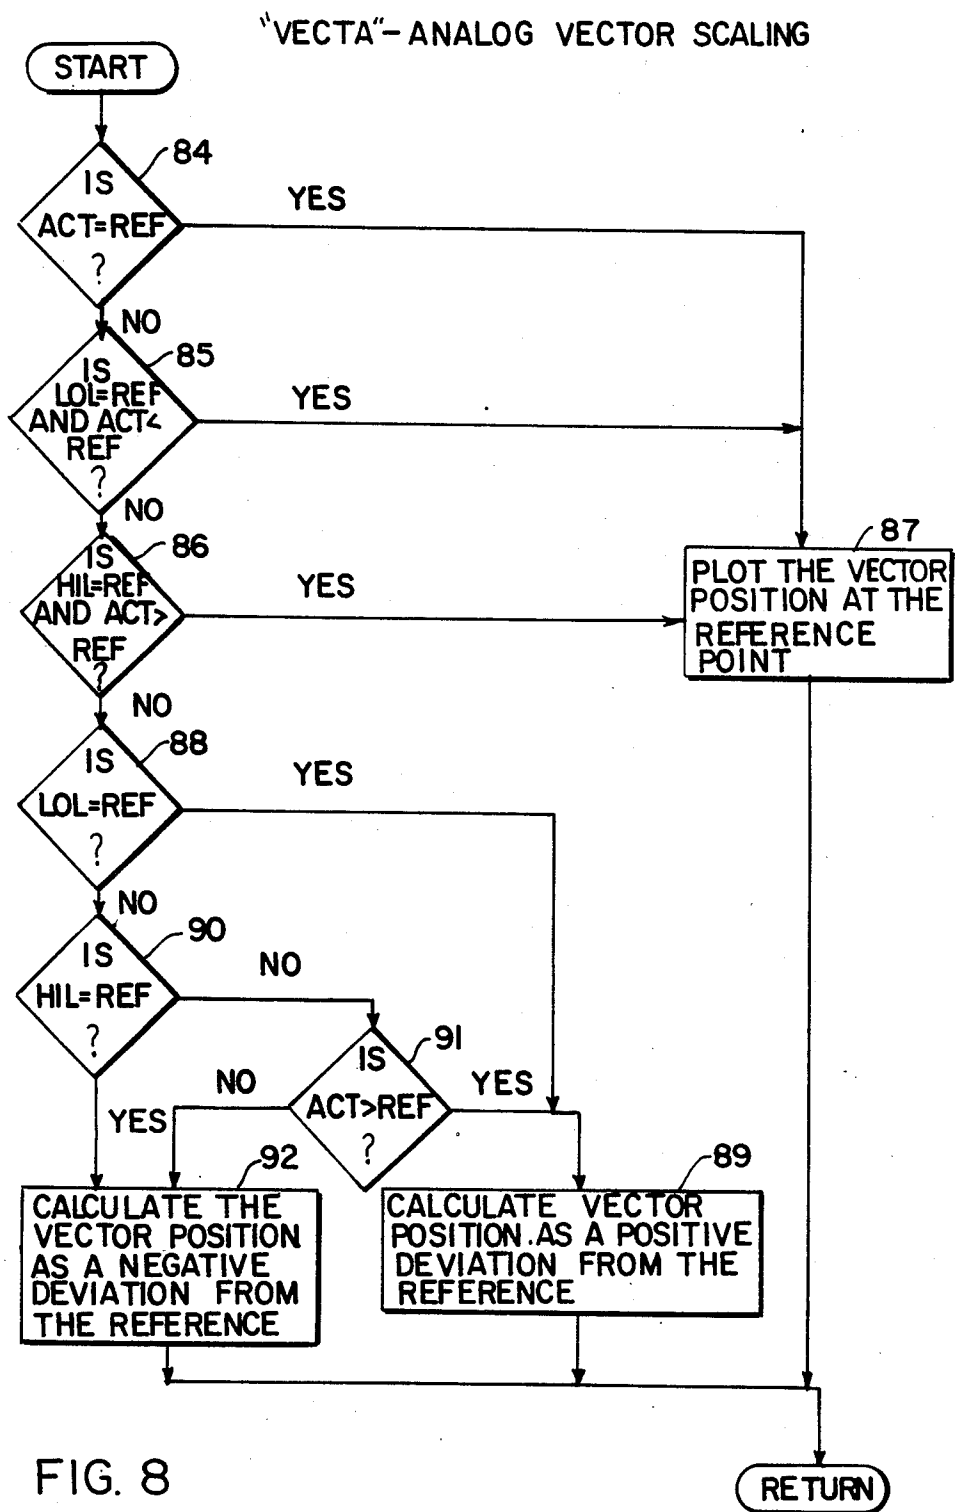 "VECTA"-ANALOG VECTOR SCALING
START
84
IS
ACT=REF
?
YES
NO
85
IS
LOL=REF
AND ACT<
REF
?
YES
NO
86
IS
HIL=REF
AND ACT>
REF
?
YES
87
PLOT THE VECTOR
POSITION AT THE
REFERENCE
POINT
NO
88
IS
LOL=REF
?
YES
NO
90
IS
HIL=REF
?
NO
91
IS
ACT>REF
?
NO
YES
YES
92
CALCULATE THE
VECTOR POSITION
AS A NEGATIVE
DEVIATION FROM
THE REFERENCE
89
CALCULATE VECTOR
POSITION.AS A POSITIVE
DEVIATION FROM THE
REFERENCE
FIG. 8
RETURN